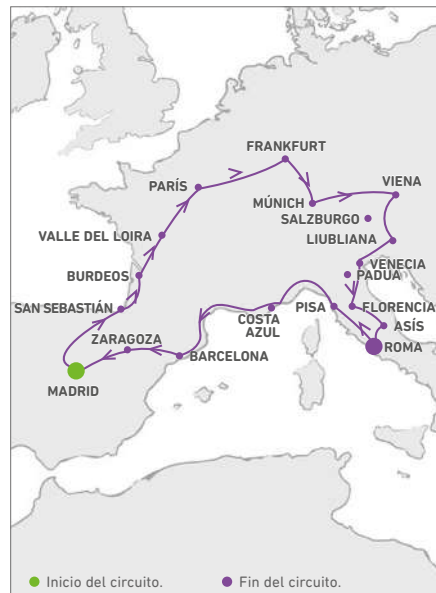 FRANKFURT
PARÍS
VIENA
MÚNICH
SALZBURGO
VALLE DEL LOIRA
LIUBLIANA
VENECIA
BURDEOS
PADUA
SAN SEBASTIÁN
PISA
FLORENCIA
COSTA
AZUL
ASÍS
ZARAGOZA
ROMA
BARCELONA
MADRID
Inicio del circuito.
Fin del circuito.